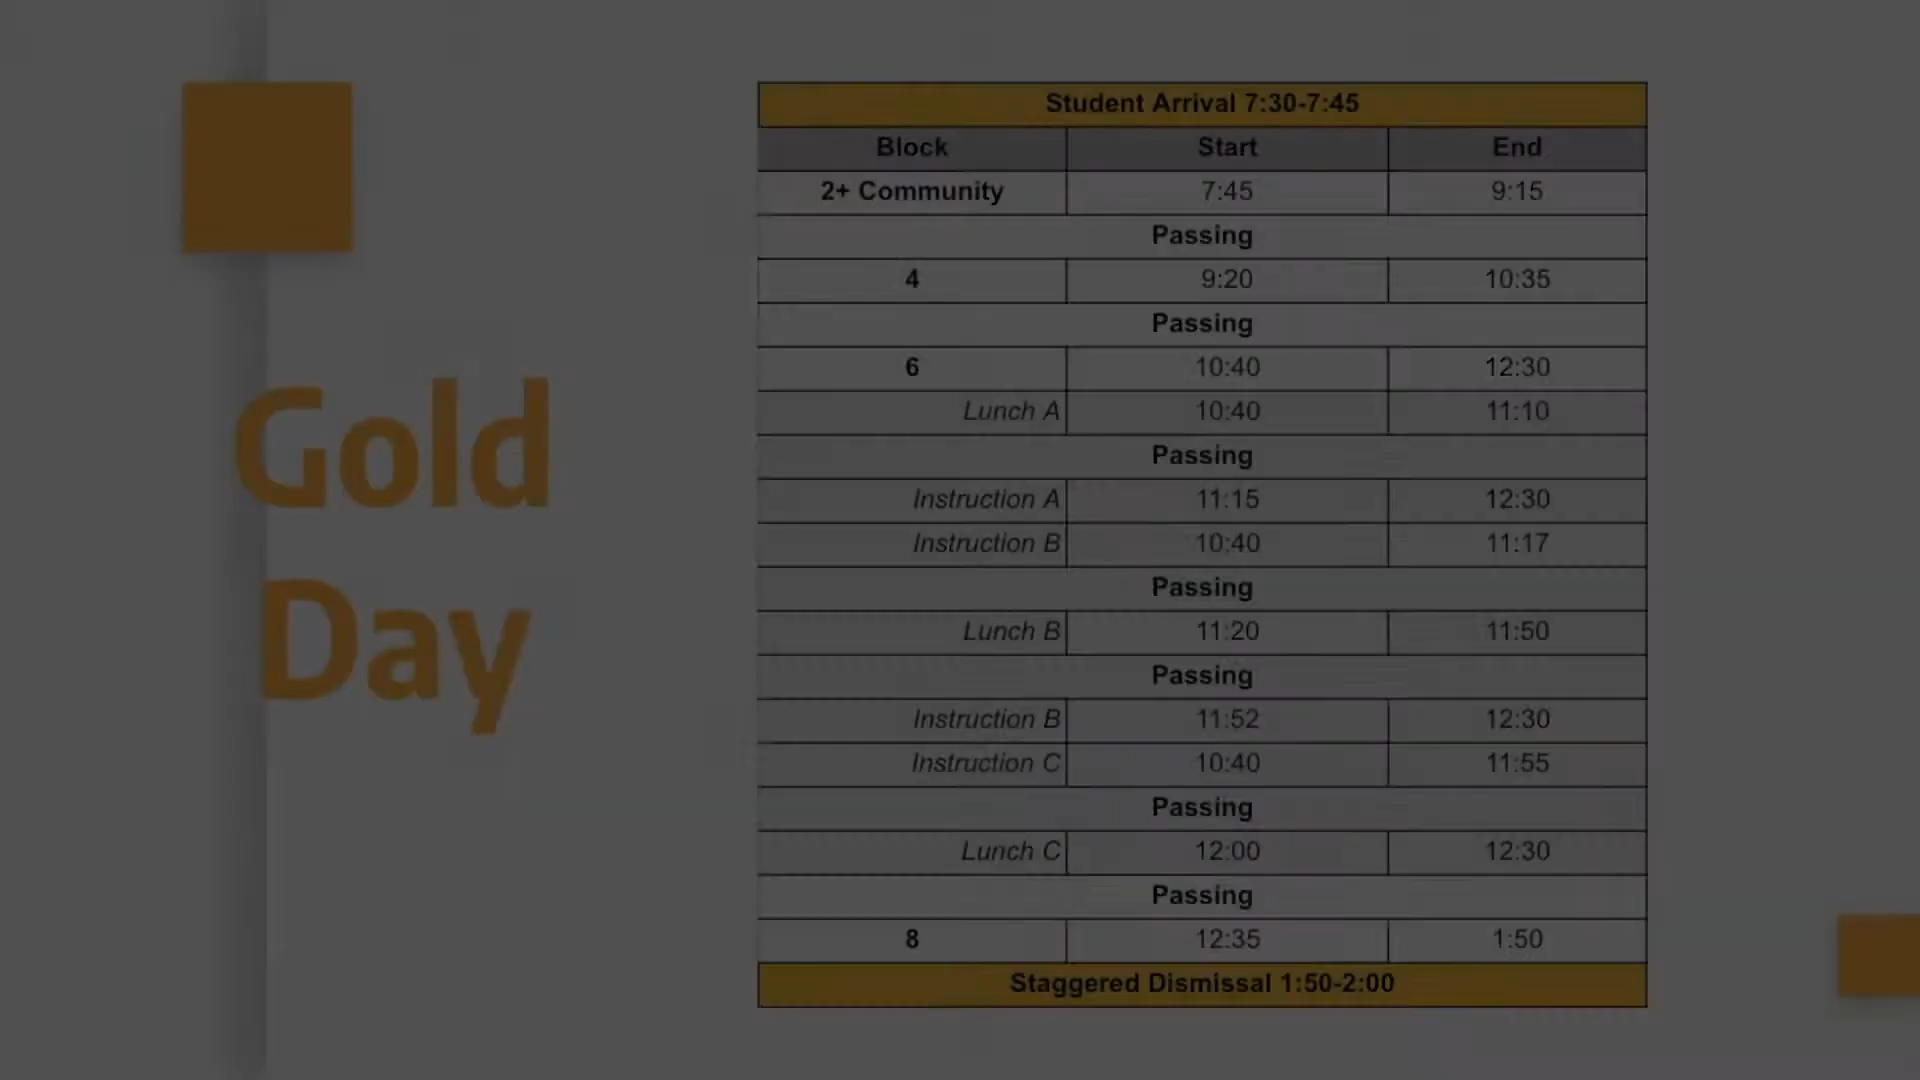 Gold
Day
Student Arrival 7:30-7:45
Block Start End
2+ Community 7:45 9:15
Passing
4 9:20 10:35
Passing
6 10:40 12:30
Lunch A 10:40 11:10
Passing
Instruction A 11:15 12:30
Instruction B 10:40 11:17
Passing
Lunch B 11:20 11:50
Passing
Instruction B 11:52 12:30
Instruction C 10:40 11:55
Passing
Lunch C 12:00 12:30
Passing
8 12:35 1:50
Staggered Dismissal 1:50-2:00